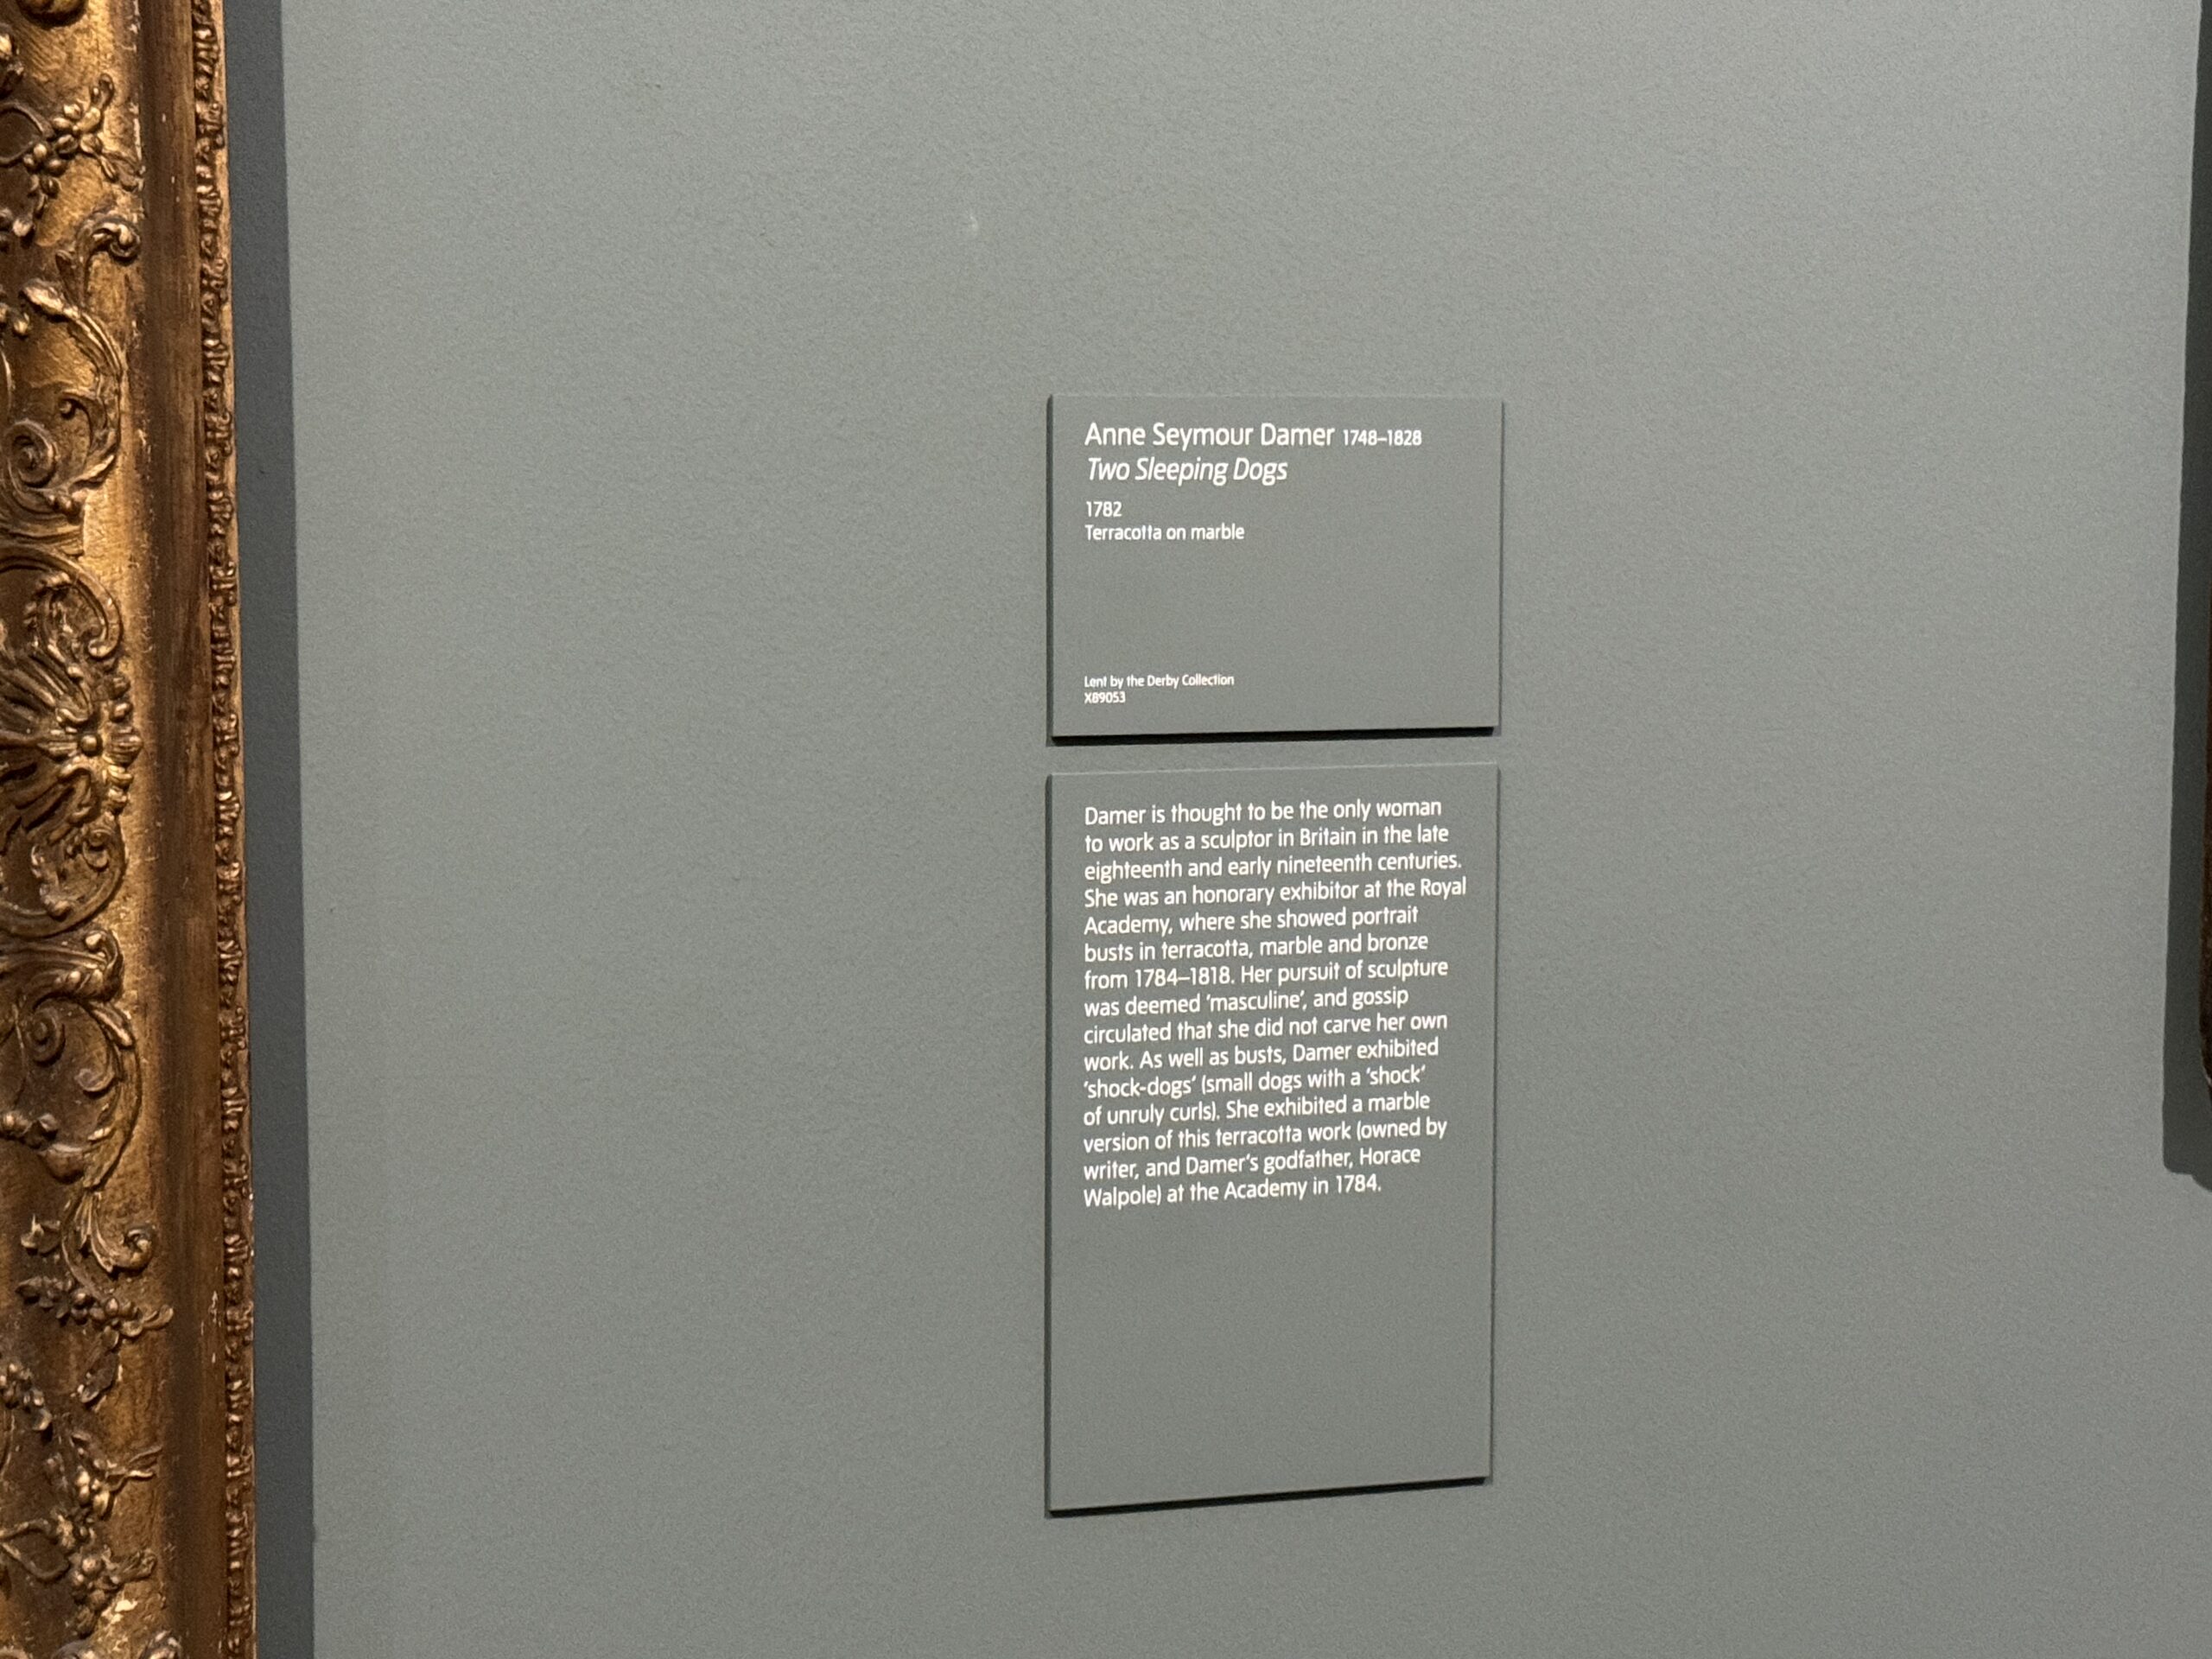 Anne Seymour Damer 1748–1828
Two Sleeping Dogs
1782
Terracotta on marble
Lent by the Derby Collection
X89053
Damer is thought to be the only woman
to work as a sculptor in Britain in the late
eighteenth and early nineteenth centuries.
She was an honorary exhibitor at the Royal
Academy, where she showed portrait
busts in terracotta, marble and bronze
from 1784–1818. Her pursuit of sculpture
was deemed ‘masculine’, and gossip
circulated that she did not carve her own
work. As well as busts, Damer exhibited
‘shock-dogs’ (small dogs with a ‘shock’
of unruly curls). She exhibited a marble
version of this terracotta work (owned by
writer, and Damer’s godfather, Horace
Walpole) at the Academy in 1784.